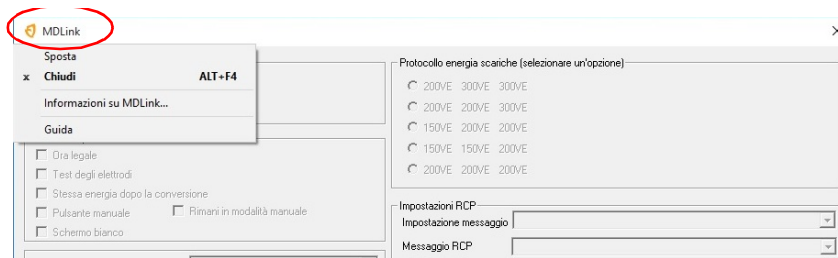 MDLink
Sposta
x Chiudi ALT+F4
Informazioni su MDLink...
Guida
Ora legale
Test degli elettrodi
Stessa energia dopo la conversione
Pulsante manuale Rimani in modalità manuale
Schermo bianco
Protocollo energia scariche (selezionare un'opzione)
200VE 300VE 300VE
200VE 200VE 300VE
150VE 200VE 200VE
150VE 150VE 200VE
200VE 200VE 200VE
Impostazioni RCP
Impostazione messaggio
Messaggio RCP